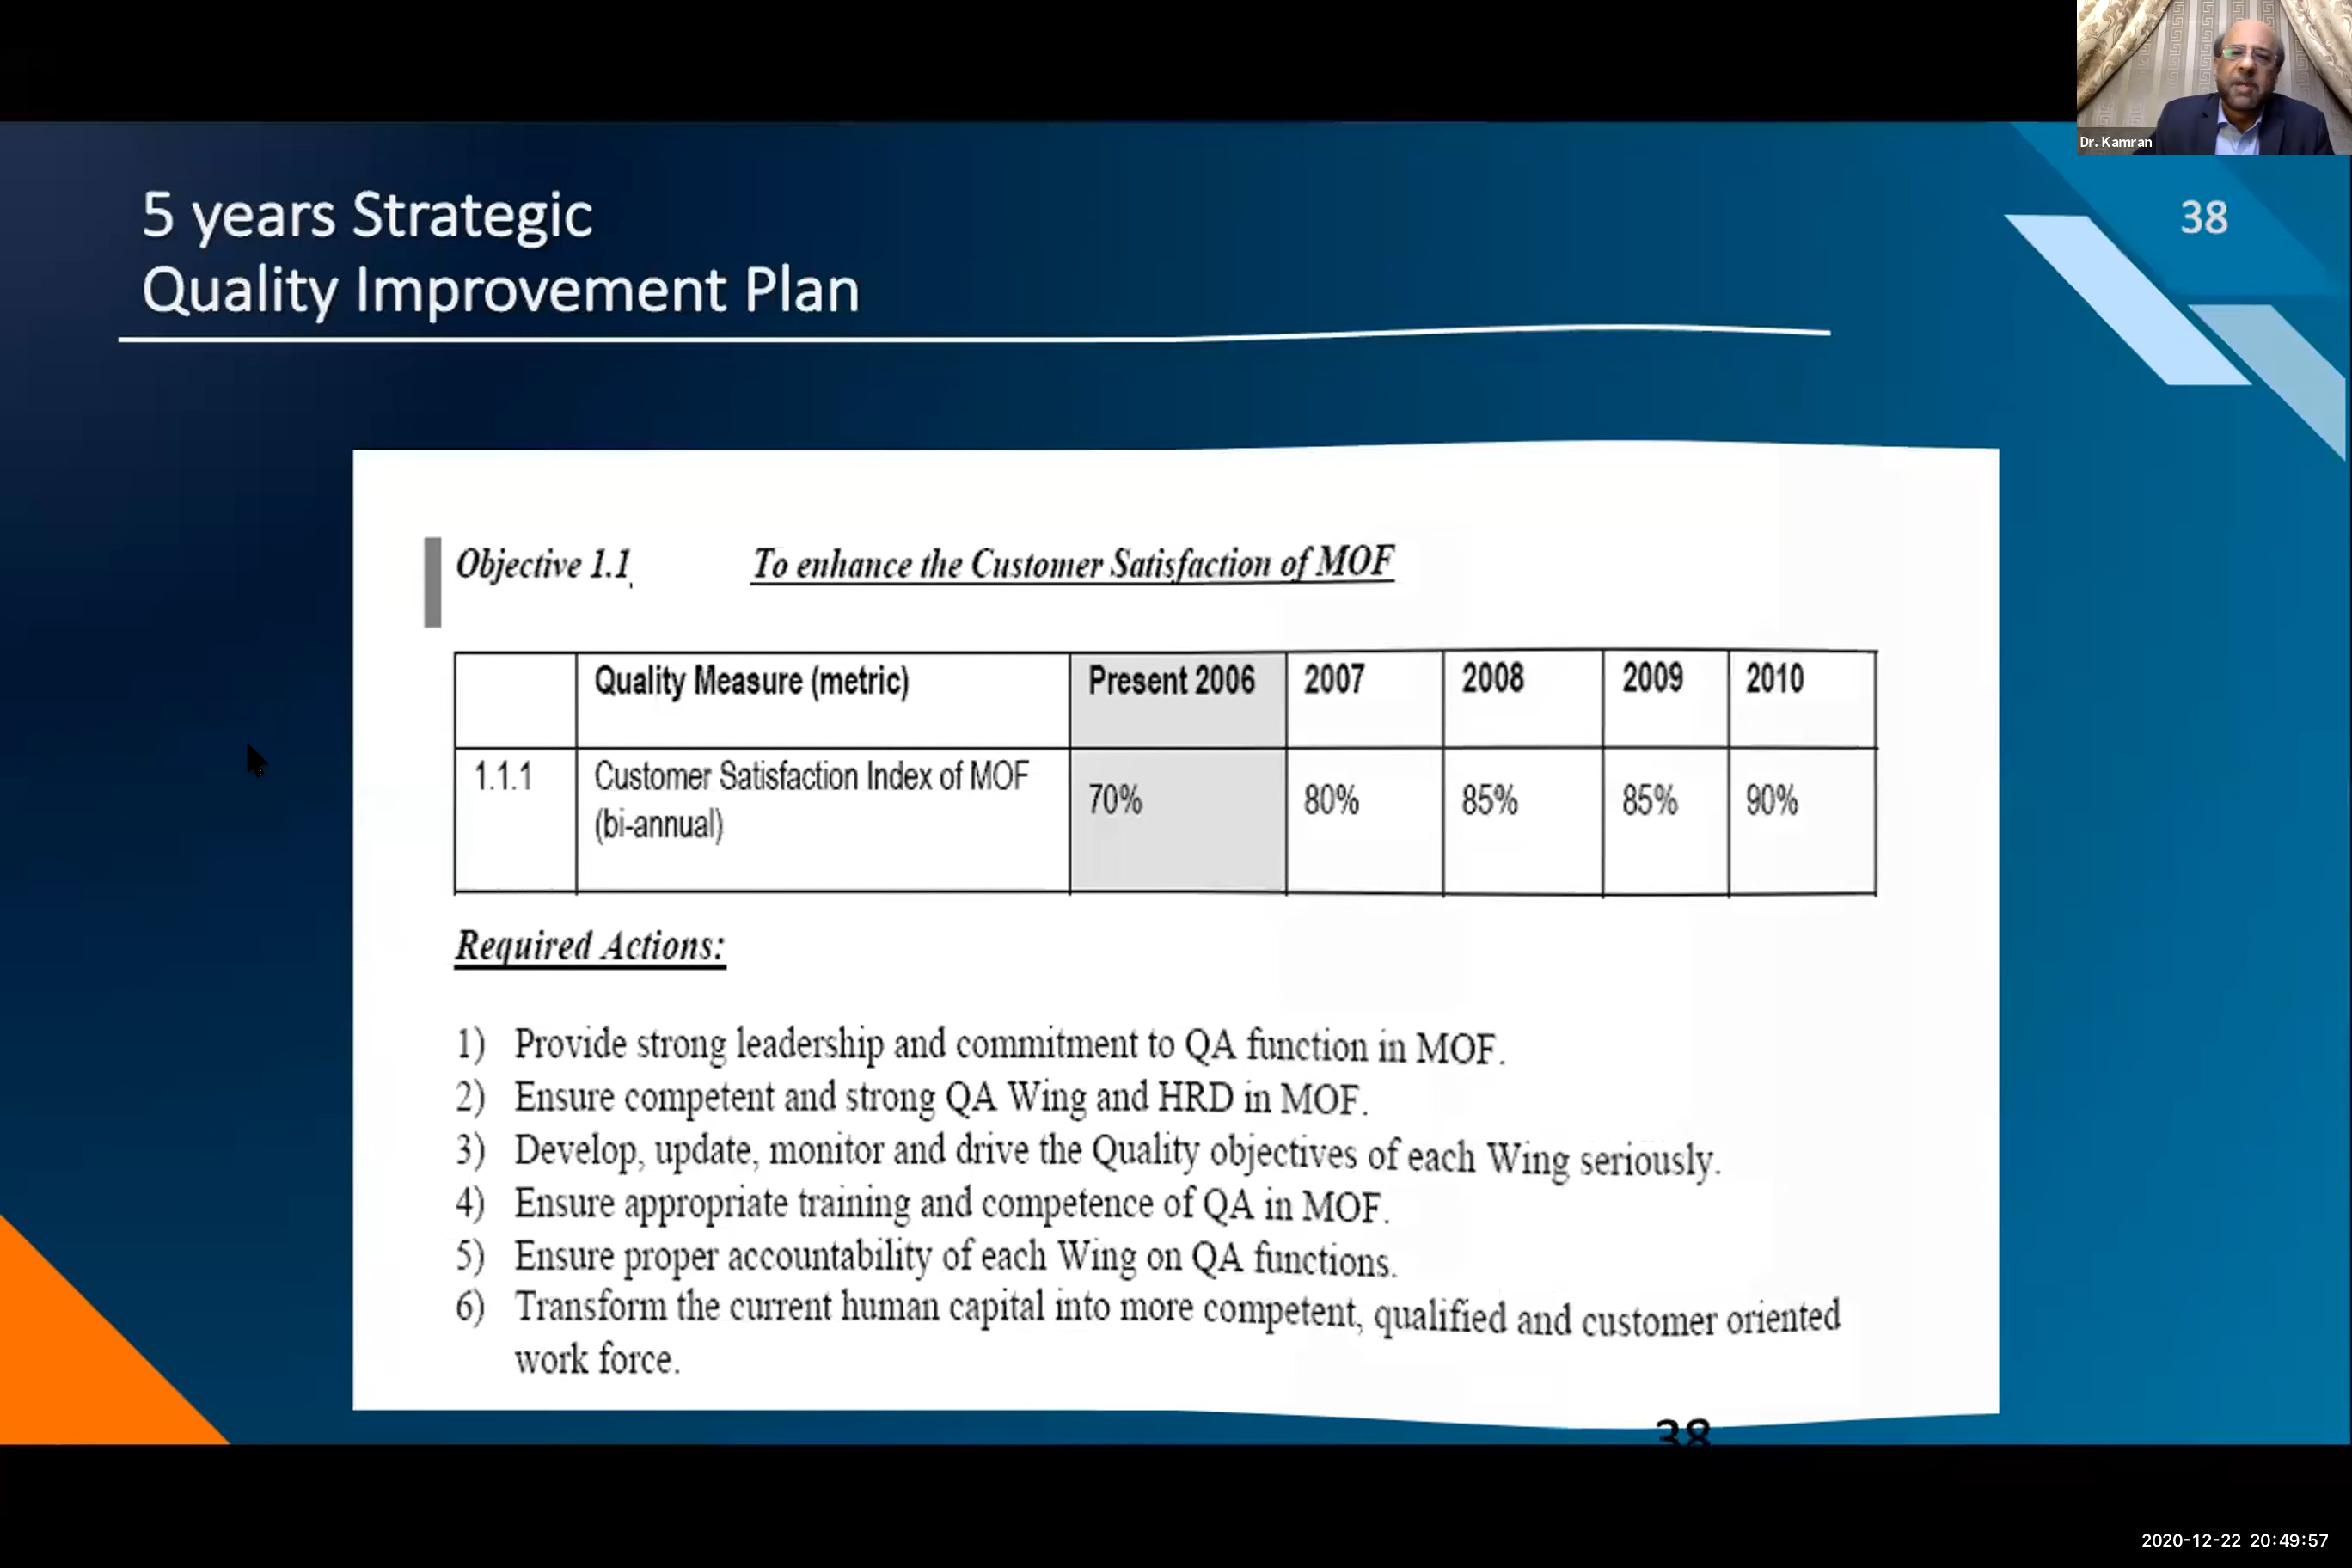 Dr. Kamran
5 years Strategic
Quality Improvement Plan
38
Objective 1.1 To enhance the Customer Satisfaction of MOF
Quality Measure (metric) Present 2006 2007 2008 2009 2010
1.1.1 Customer Satisfaction Index of MOF (bi-annual) 70% 80% 85% 85% 90%
Required Actions:
1) Provide strong leadership and commitment to QA function in MOF.
2) Ensure competent and strong QA Wing and HRD in MOF.
3) Develop, update, monitor and drive the Quality objectives of each Wing seriously.
4) Ensure appropriate training and competence of QA in MOF.
5) Ensure proper accountability of each Wing on QA functions.
6) Transform the current human capital into more competent, qualified and customer oriented
work force.
38
2020-12-22 20:49:57